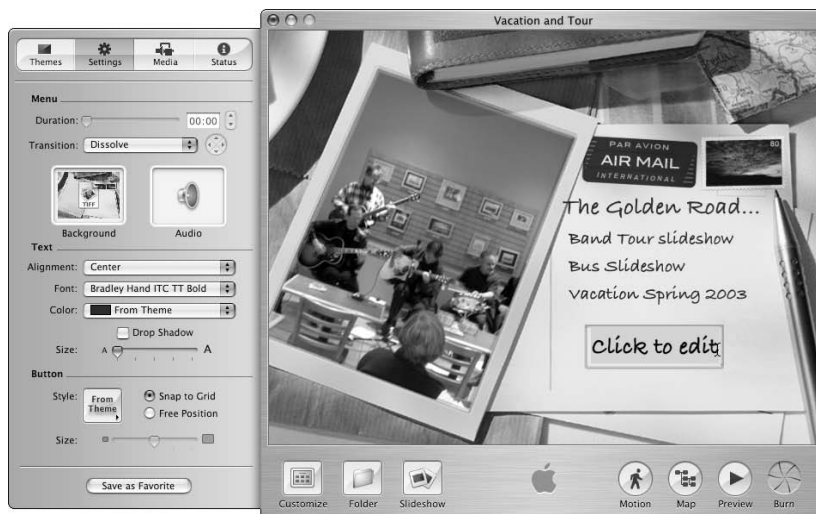 Vacation and Tour
Themes Settings Media Status
Menu
Duration: 00:00
Transition: Dissolve
TIFF
Background Audio
Text
Alignment: Center
Font: Bradley Hand ITC TT Bold
Color: From Theme
Drop Shadow
Size: A A
Button
Style: From Theme
Snap to Grid
Free Position
Size:
Save as Favorite
PAR AVION
AIR MAIL
INTERNATIONAL
80
The Golden Road...
Band Tour slideshow
Bus Slideshow
Vacation Spring 2003
Click to edit
Customize Folder Slideshow Motion Map Preview Burn